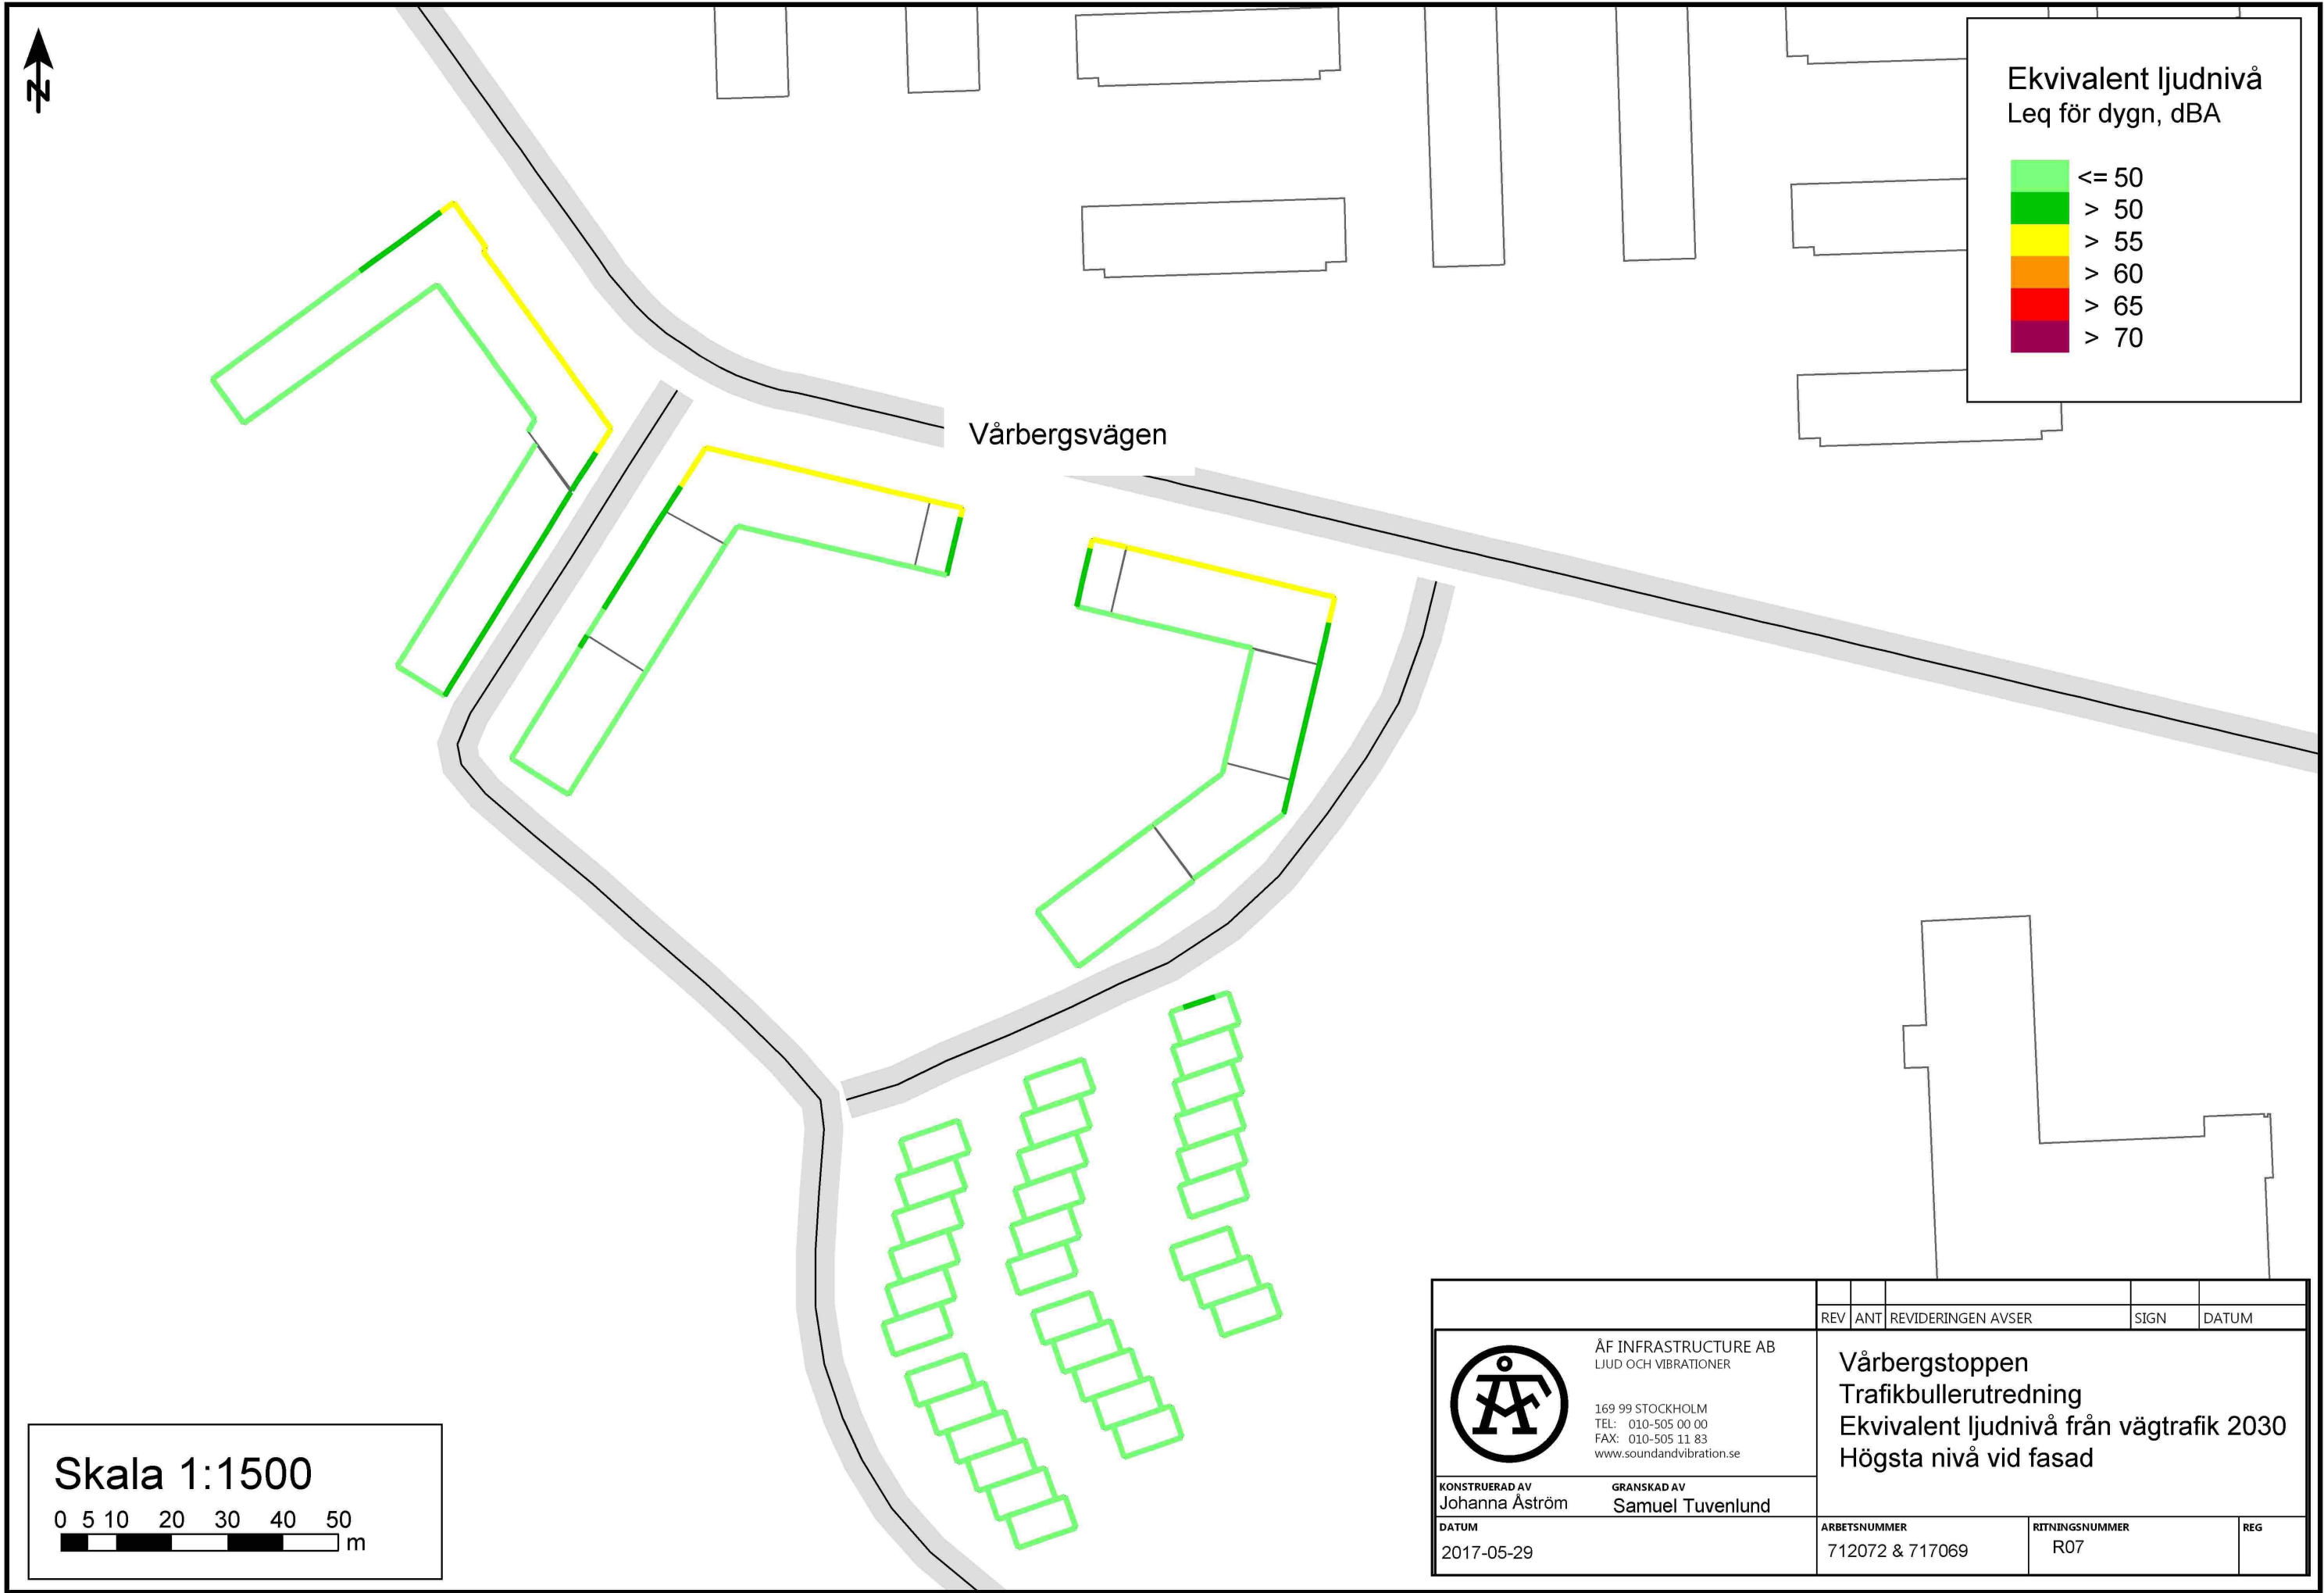 N
Ekvivalent ljudnivå
Leq för dygn, dBA
<= 50
> 50
> 55
> 60
> 65
> 70
Vårbergsvägen
Skala 1:1500
0 5 10 20 30 40 50
m
REV ANT REVIDERINGEN AVSER SIGN DATUM
ÅF
ÅF INFRASTRUCTURE AB
LJUD OCH VIBRATIONER
169 99 STOCKHOLM
TEL: 010-505 00 00
FAX: 010-505 11 83
www.soundandvibration.se
Vårbergstoppen
Trafikbullerutredning
Ekvivalent ljudnivå från vägtrafik 2030
Högsta nivå vid fasad
KONSTRUERAD AV GRANSKAD AV
Johanna Åström Samuel Tuvenlund
DATUM ARBETSNUMMER RITNINGSNUMMER REG
2017-05-29 712072 & 717069 R07